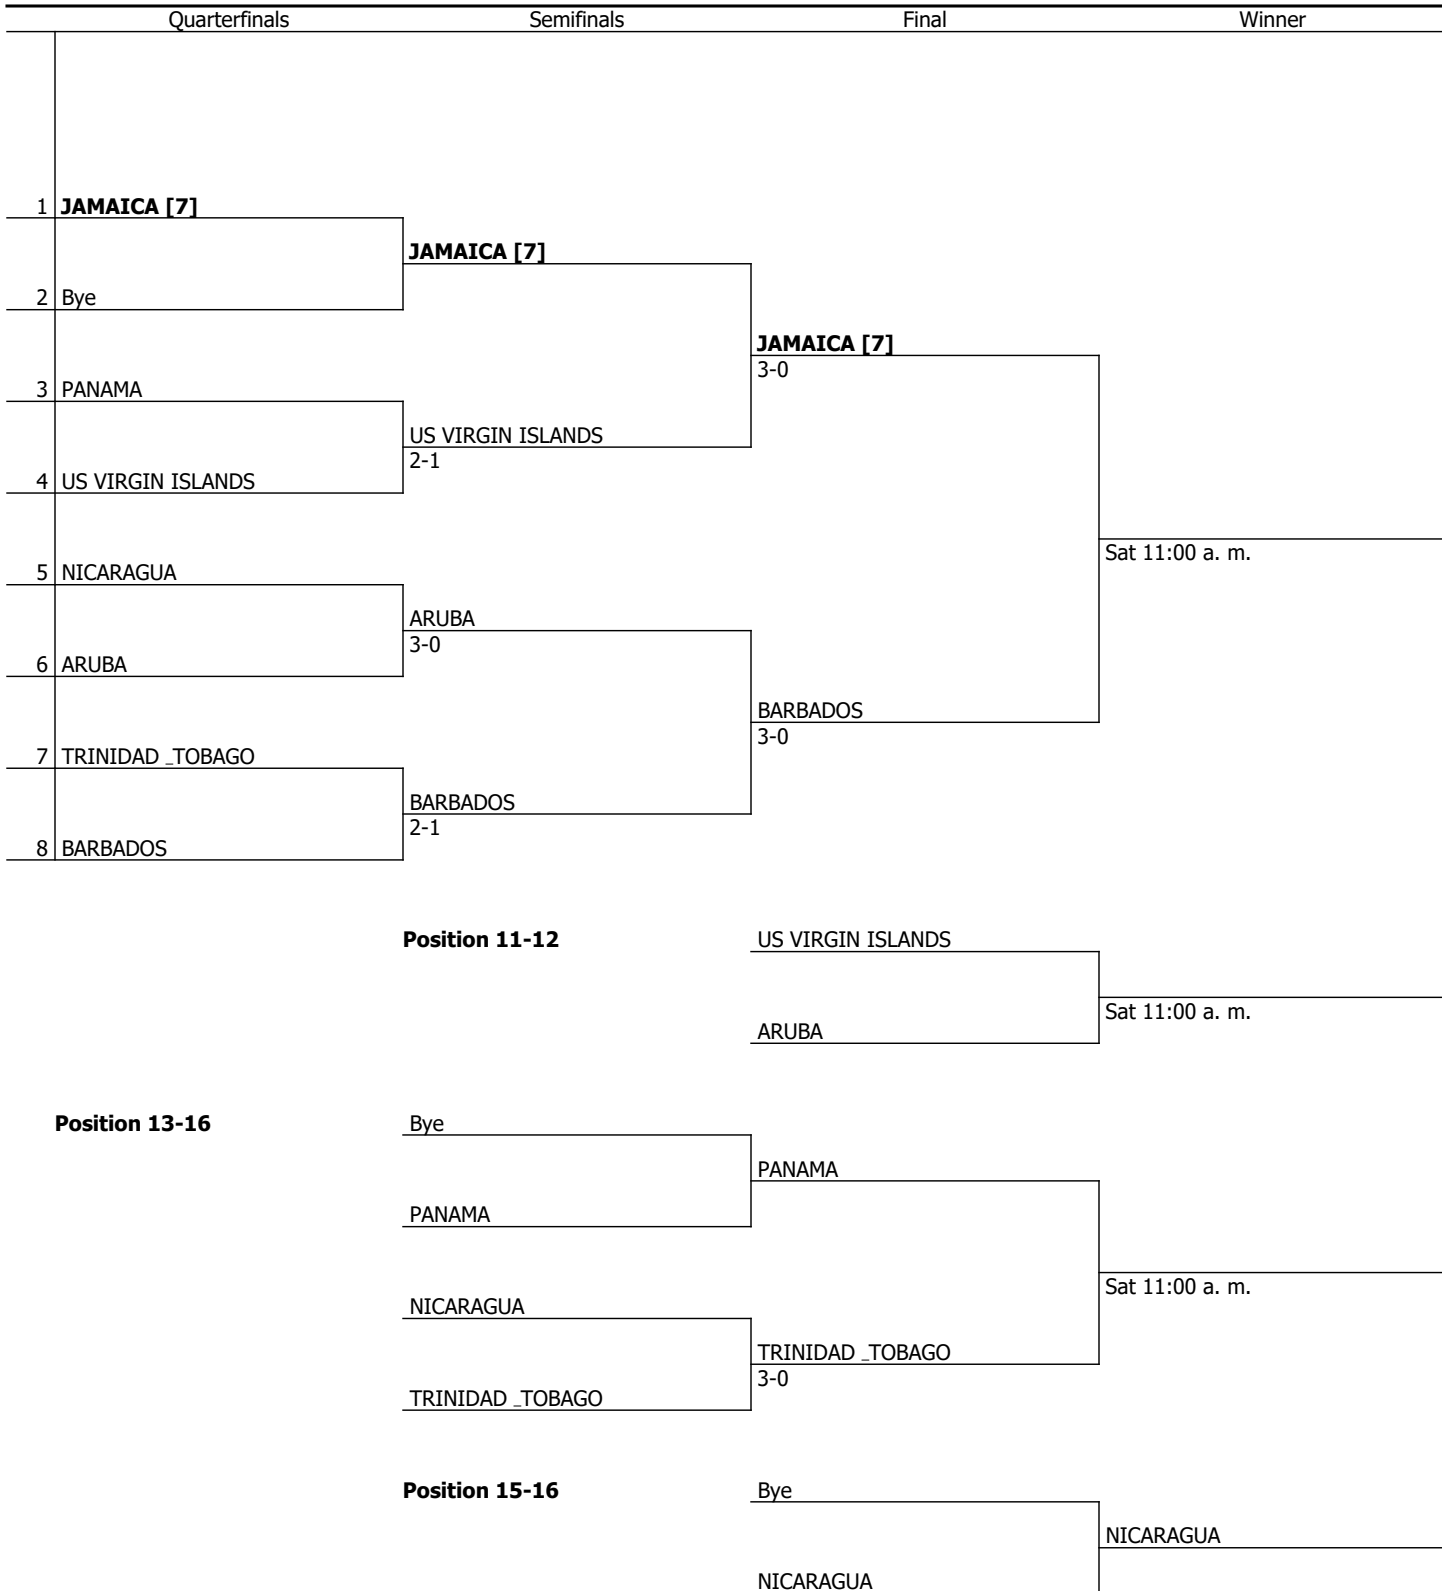 Quarterfinals Semifinals Final Winner
1 JAMAICA [7]
JAMAICA [7]
2 Bye
JAMAICA [7]
3-0
3 PANAMA
US VIRGIN ISLANDS
2-1
4 US VIRGIN ISLANDS
Sat 11:00 a. m.
5 NICARAGUA
ARUBA
3-0
6 ARUBA
BARBADOS
3-0
7 TRINIDAD _TOBAGO
BARBADOS
2-1
8 BARBADOS
Position 11-12 US VIRGIN ISLANDS
Sat 11:00 a. m.
ARUBA
Position 13-16 Bye
PANAMA
PANAMA
Sat 11:00 a. m.
NICARAGUA
TRINIDAD _TOBAGO
3-0
TRINIDAD _TOBAGO
Position 15-16 Bye
NICARAGUA
NICARAGUA